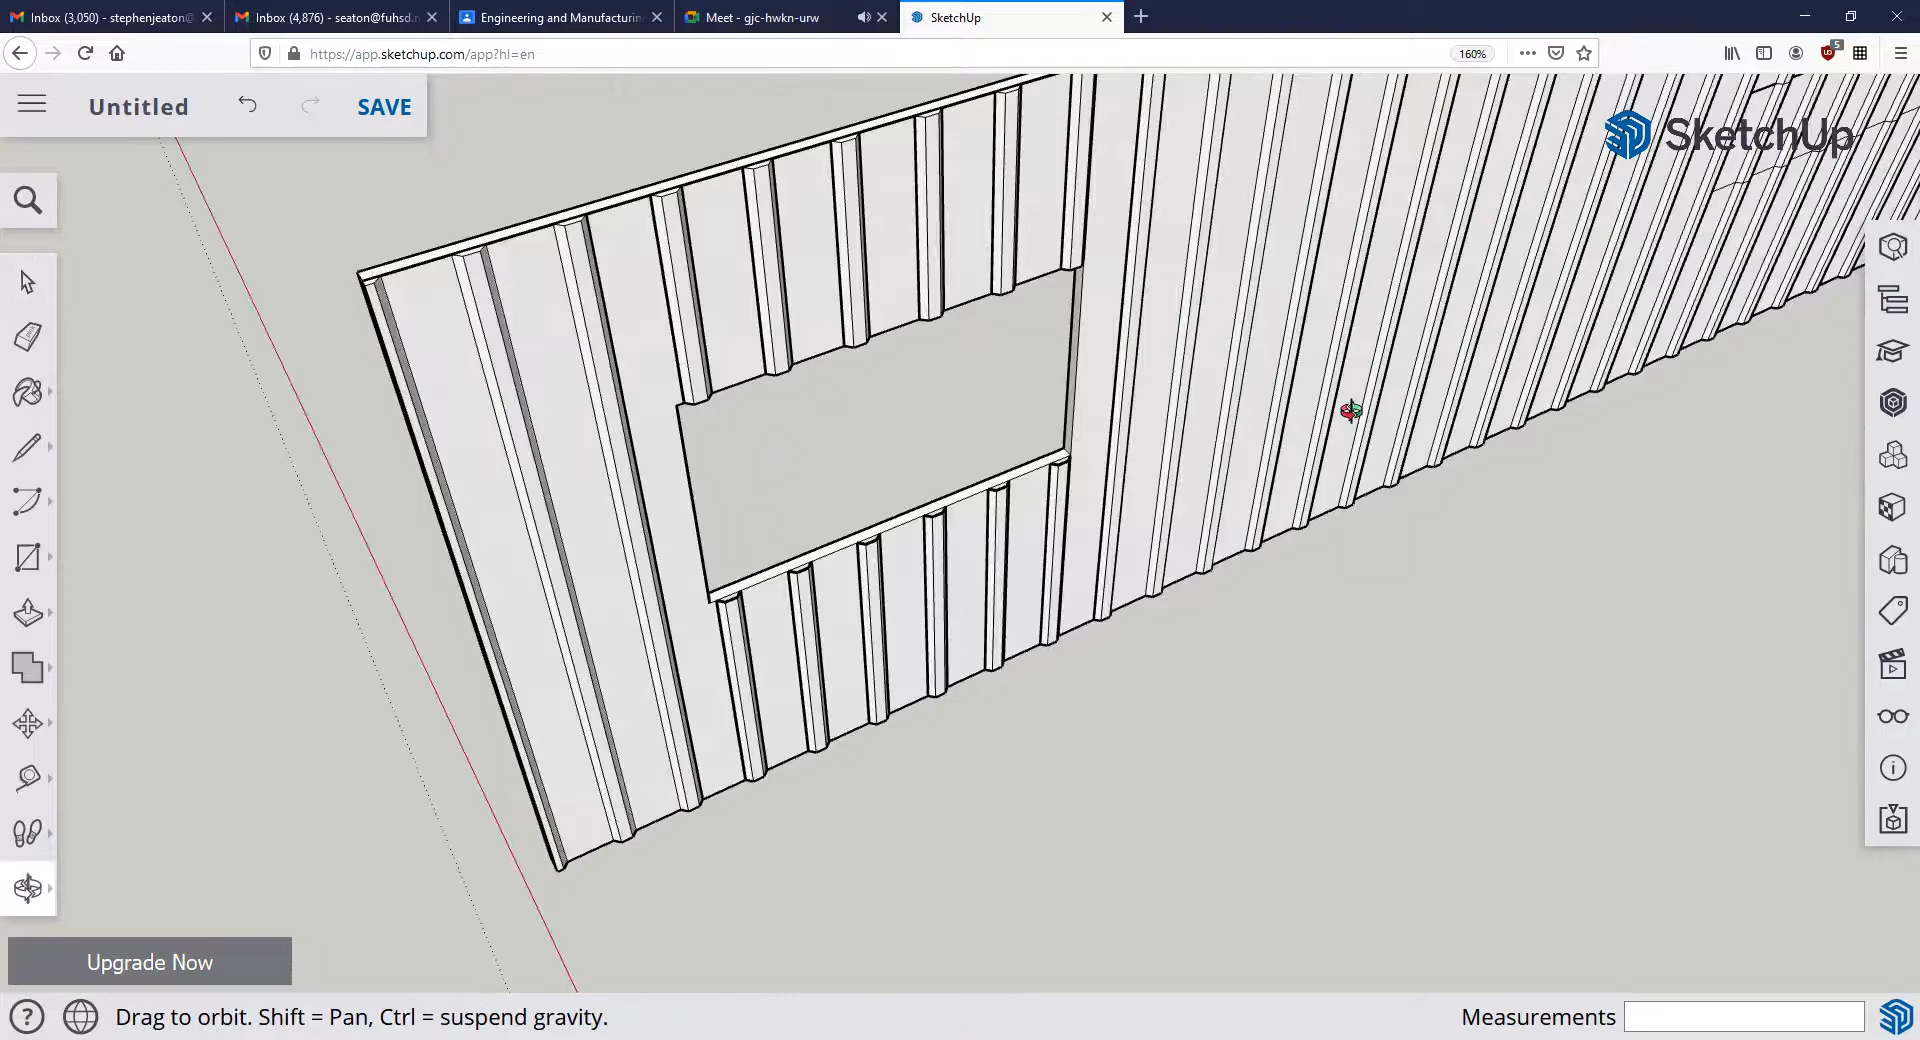 Inbox (3,050) - stephenjeaton@
Inbox (4,876) - seaton@fuhsd.n
Engineering and Manufacturin
Meet - gjc-hwkn-urw
SketchUp
https://app.sketchup.com/app?hl=en
160%
5
Untitled
SAVE
SketchUp
Upgrade Now
Drag to orbit. Shift = Pan, Ctrl = suspend gravity.
Measurements